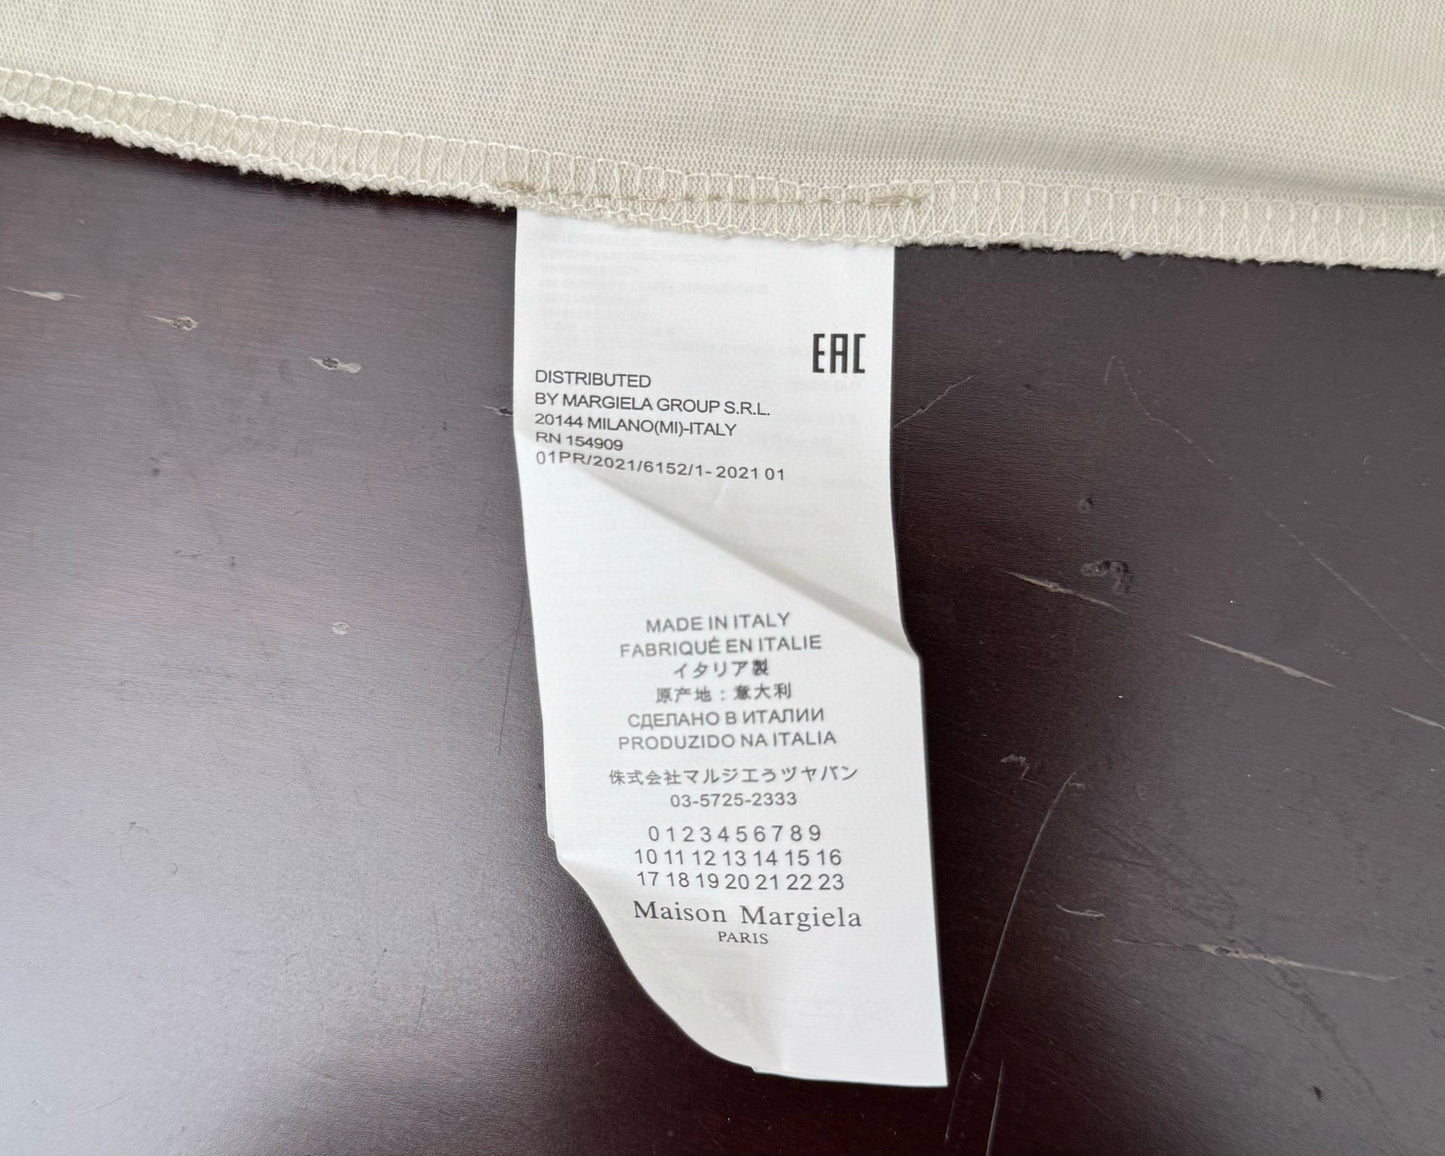 EAC
DISTRIBUTED
BY MARGIELA GROUP S.R.L.
20144 MILANO(MI)-ITALY
RN 154909
01PR/2021/6152/1- 2021 01
MADE IN ITALY
FABRIQUÉ EN ITALIE
イタリア製
原产地：意大利
СДЕЛАНО В ИТАЛИИ
PRODUZIDO NA ITALIA
侏式会社マルジエうヅヤバン
03-5725-2333
0 1 2 3 4 5 6 7 8 9
10 11 12 13 14 15 16
17 18 19 20 21 22 23
Maison Margiela
PARIS